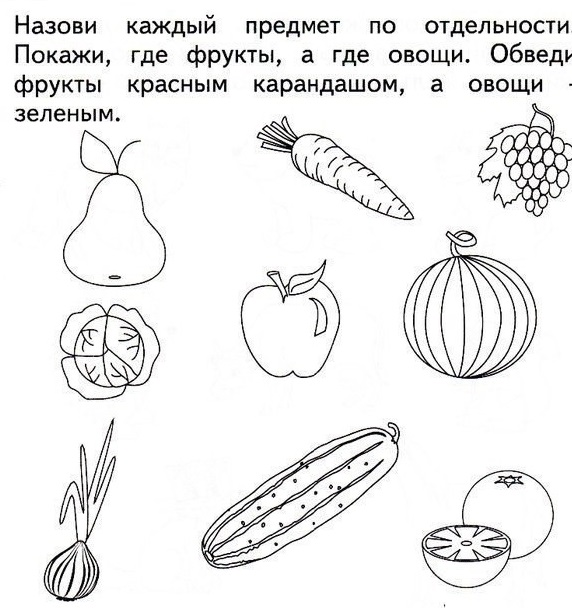 Назови каждый предмет по отдельности.
Покажи, где фрукты, а где овощи. Обведи
фрукты красным карандашом, а овощи -
зеленым.